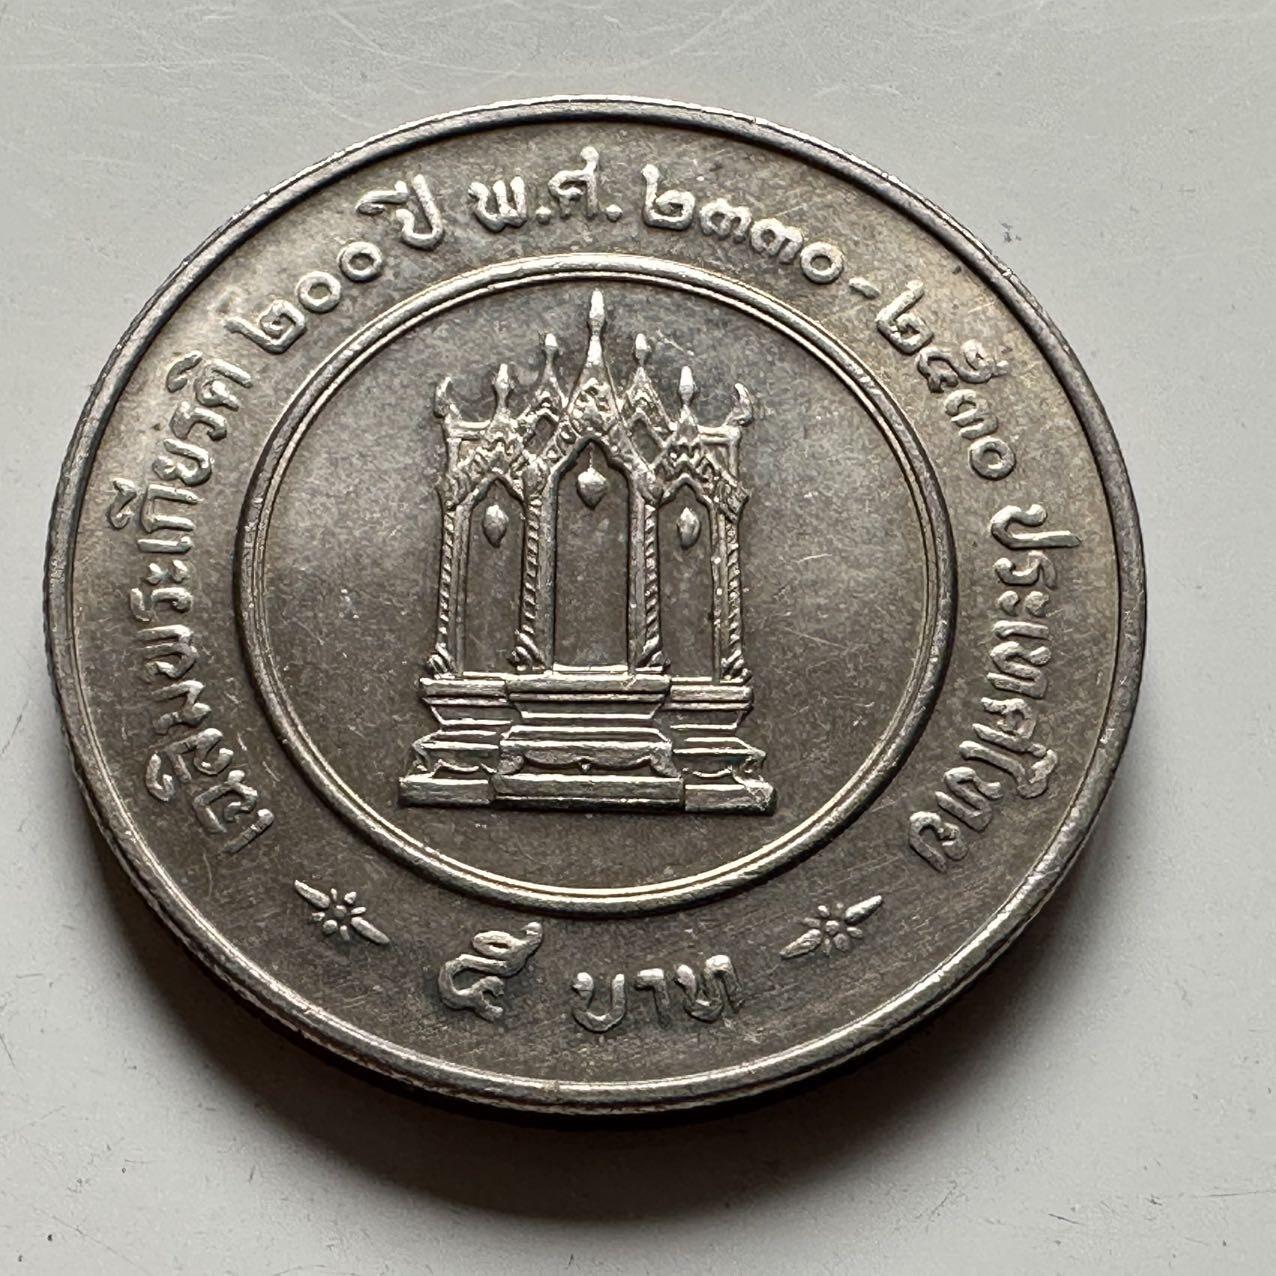 เฉลิมพระเกียรติ ๒๐๐ ปี พ.ศ. ๒๓๓๐-๒๕๓๐ ประเทศไทย
๕ บาท